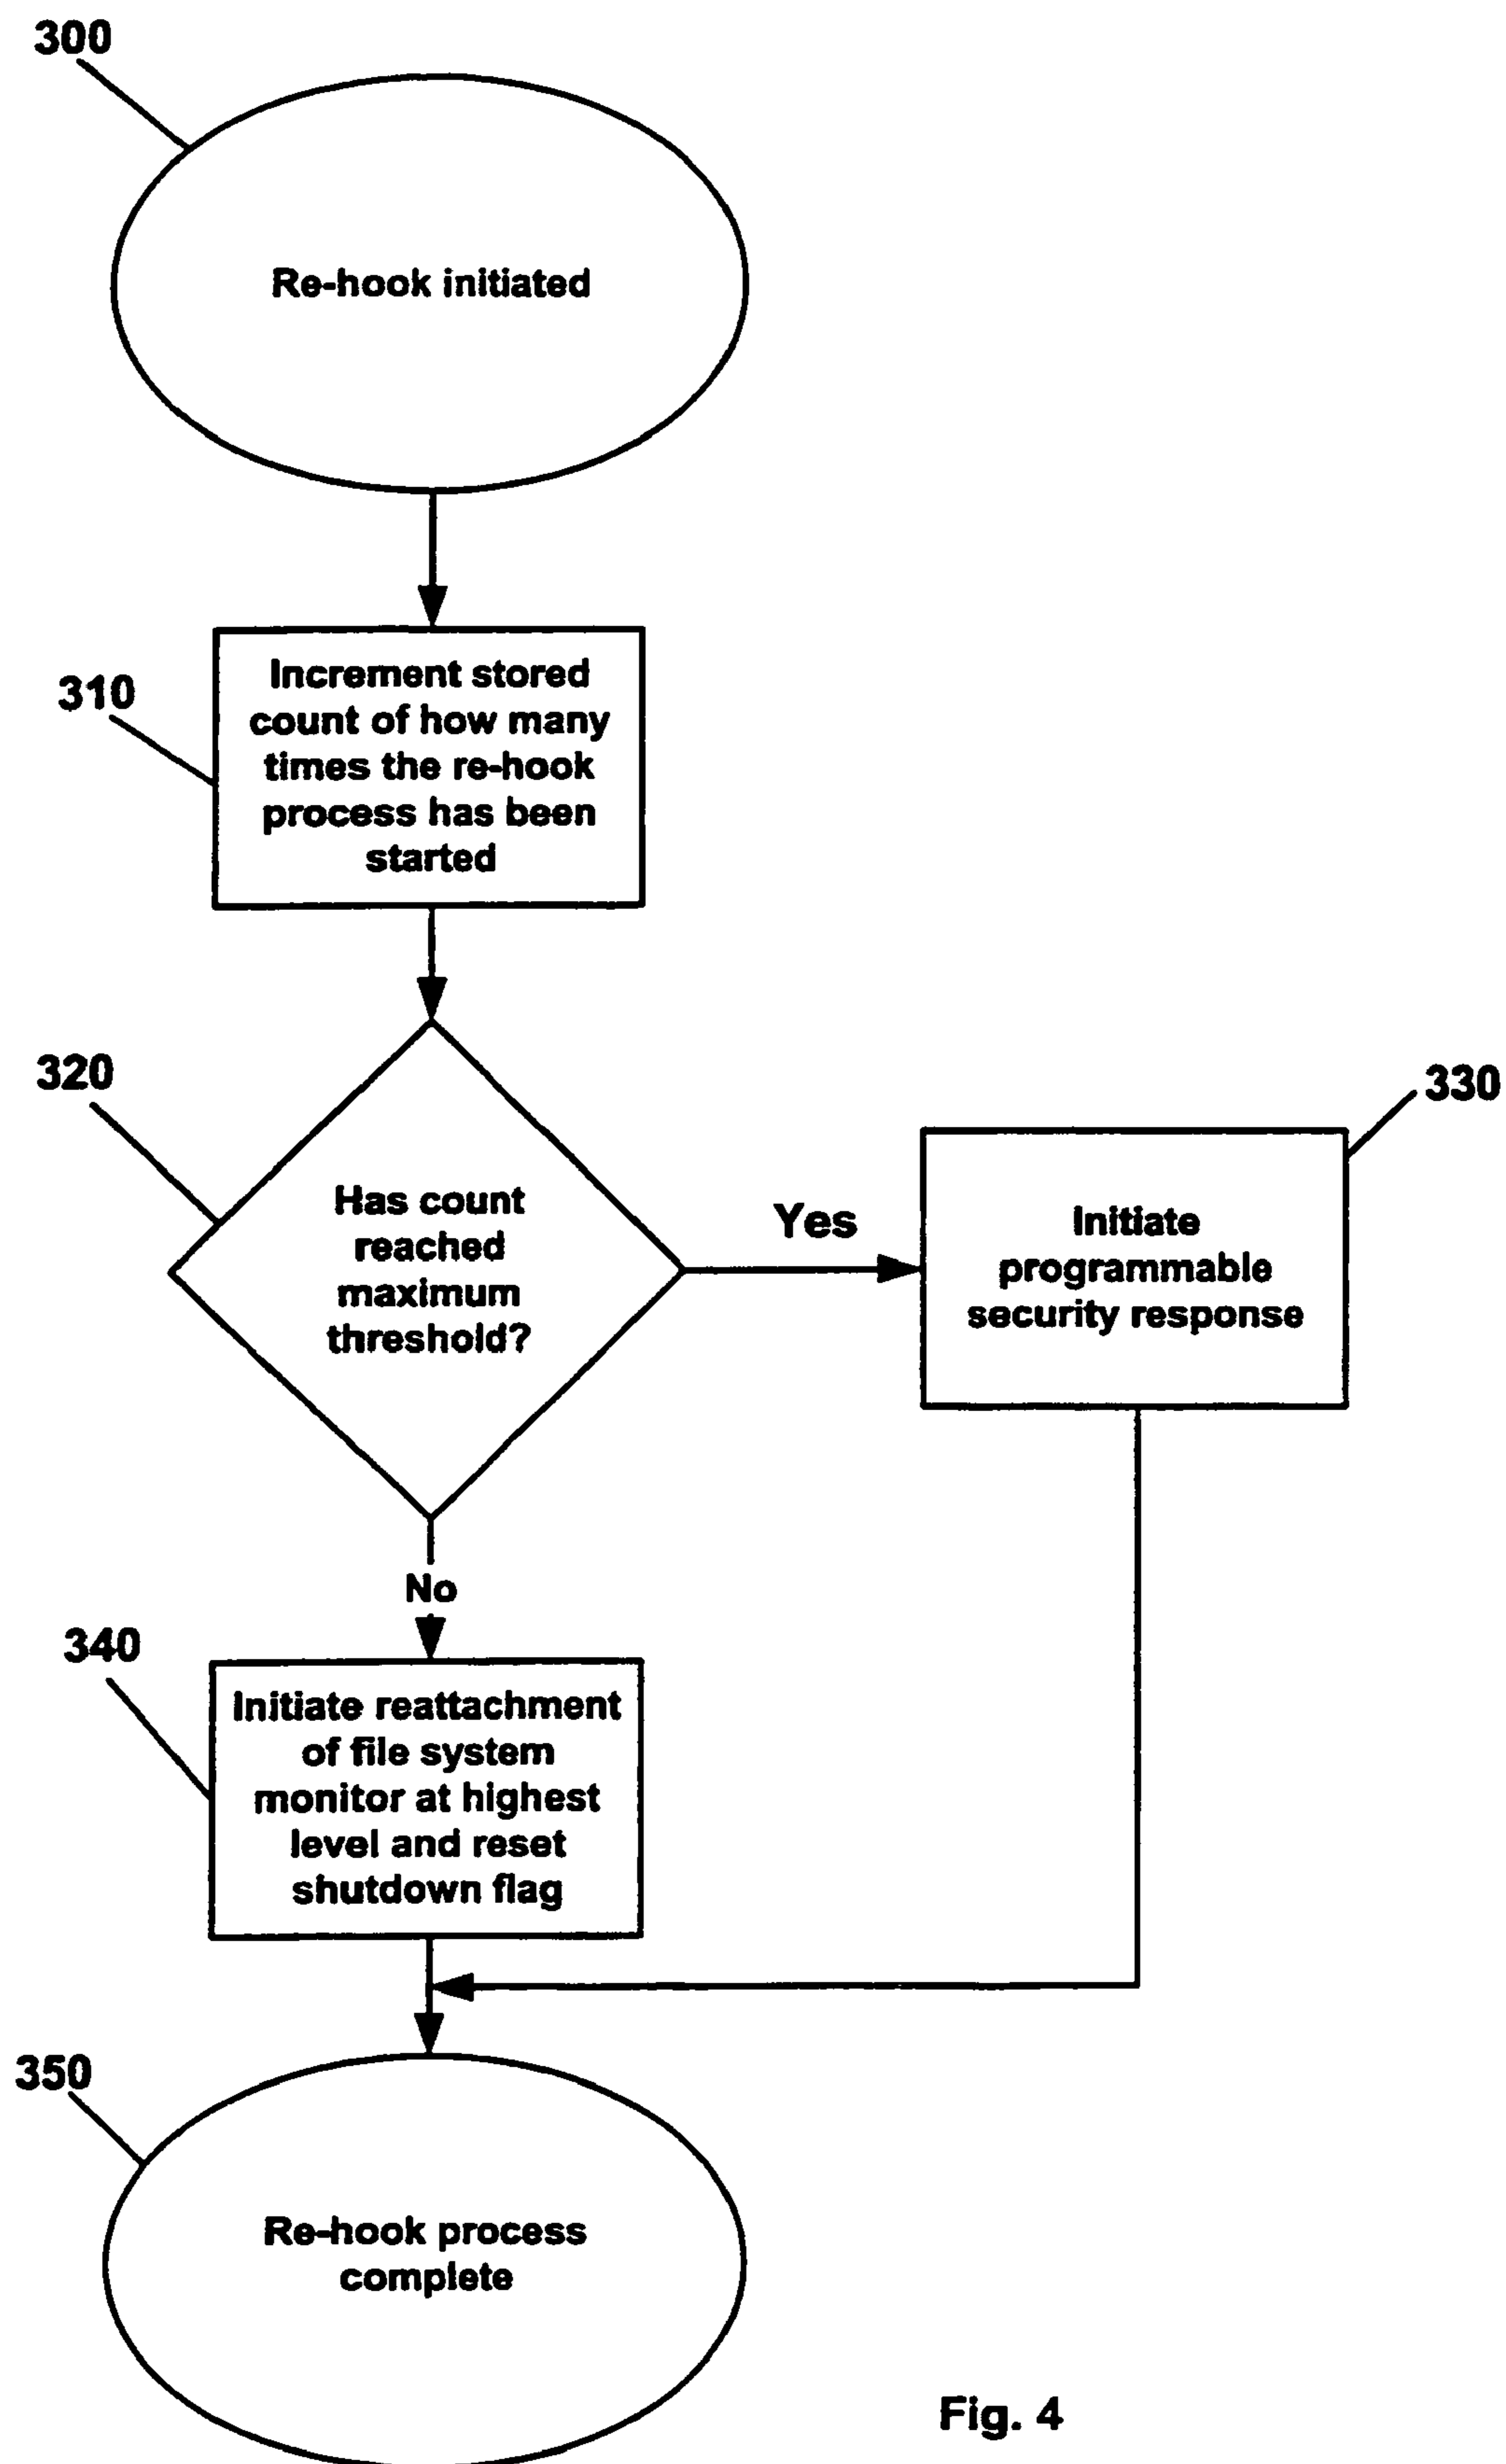 300
Re-hook initiated
310
Increment stored
count of how many
times the re-hook
process has been
started
320
Has count
reached
maximum
threshold?
Yes
330
Initiate
programmable
security response
No
340
Initiate reattachment
of file system
monitor at highest
level and reset
shutdown flag
350
Re-hook process
complete
Fig. 4